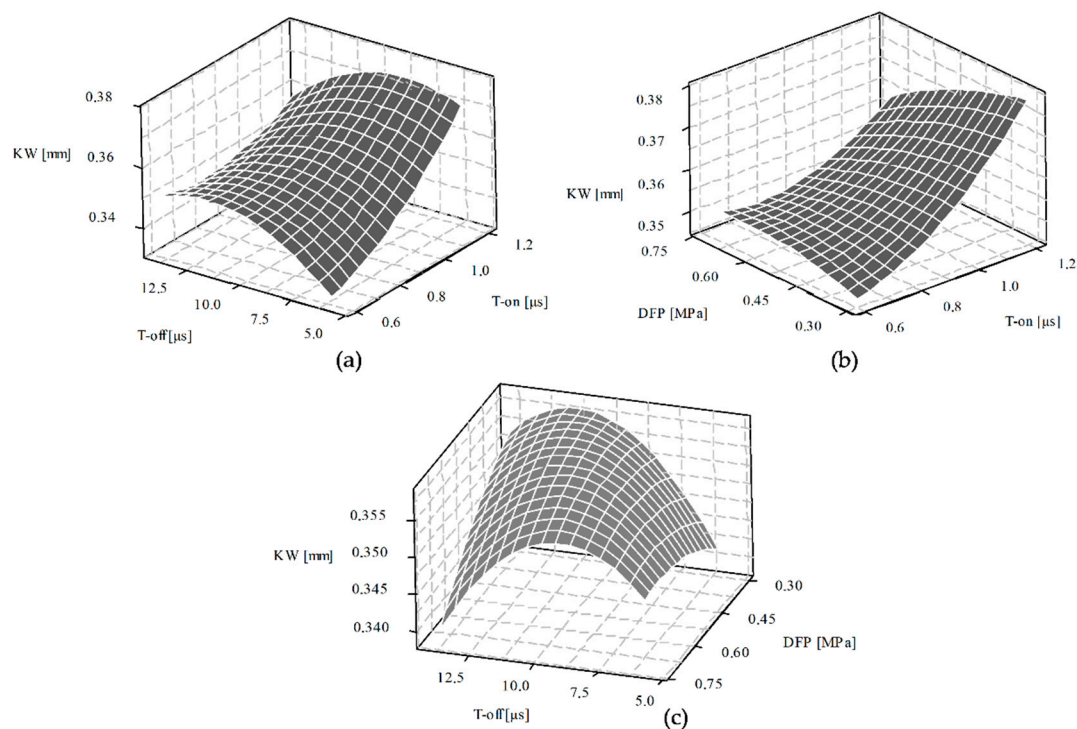 0.38
KW [mm]
0.36
0.34
12.5
10.0
7.5
5.0
T-off [µs]
0.6
0.8
1.0
1.2
T-on [µs]
(a)
0.38
0.37
KW [mm]
0.36
0.35
0.75
0.60
0.45
0.30
DFP [MPa]
0.6
0.8
1.0
1.2
T-on [µs]
(b)
0.355
KW [mm]
0.350
0.345
0.340
12.5
10.0
7.5
5.0
T-off [µs]
0.30
0.45
0.60
0.75
DFP [MPa]
(c)